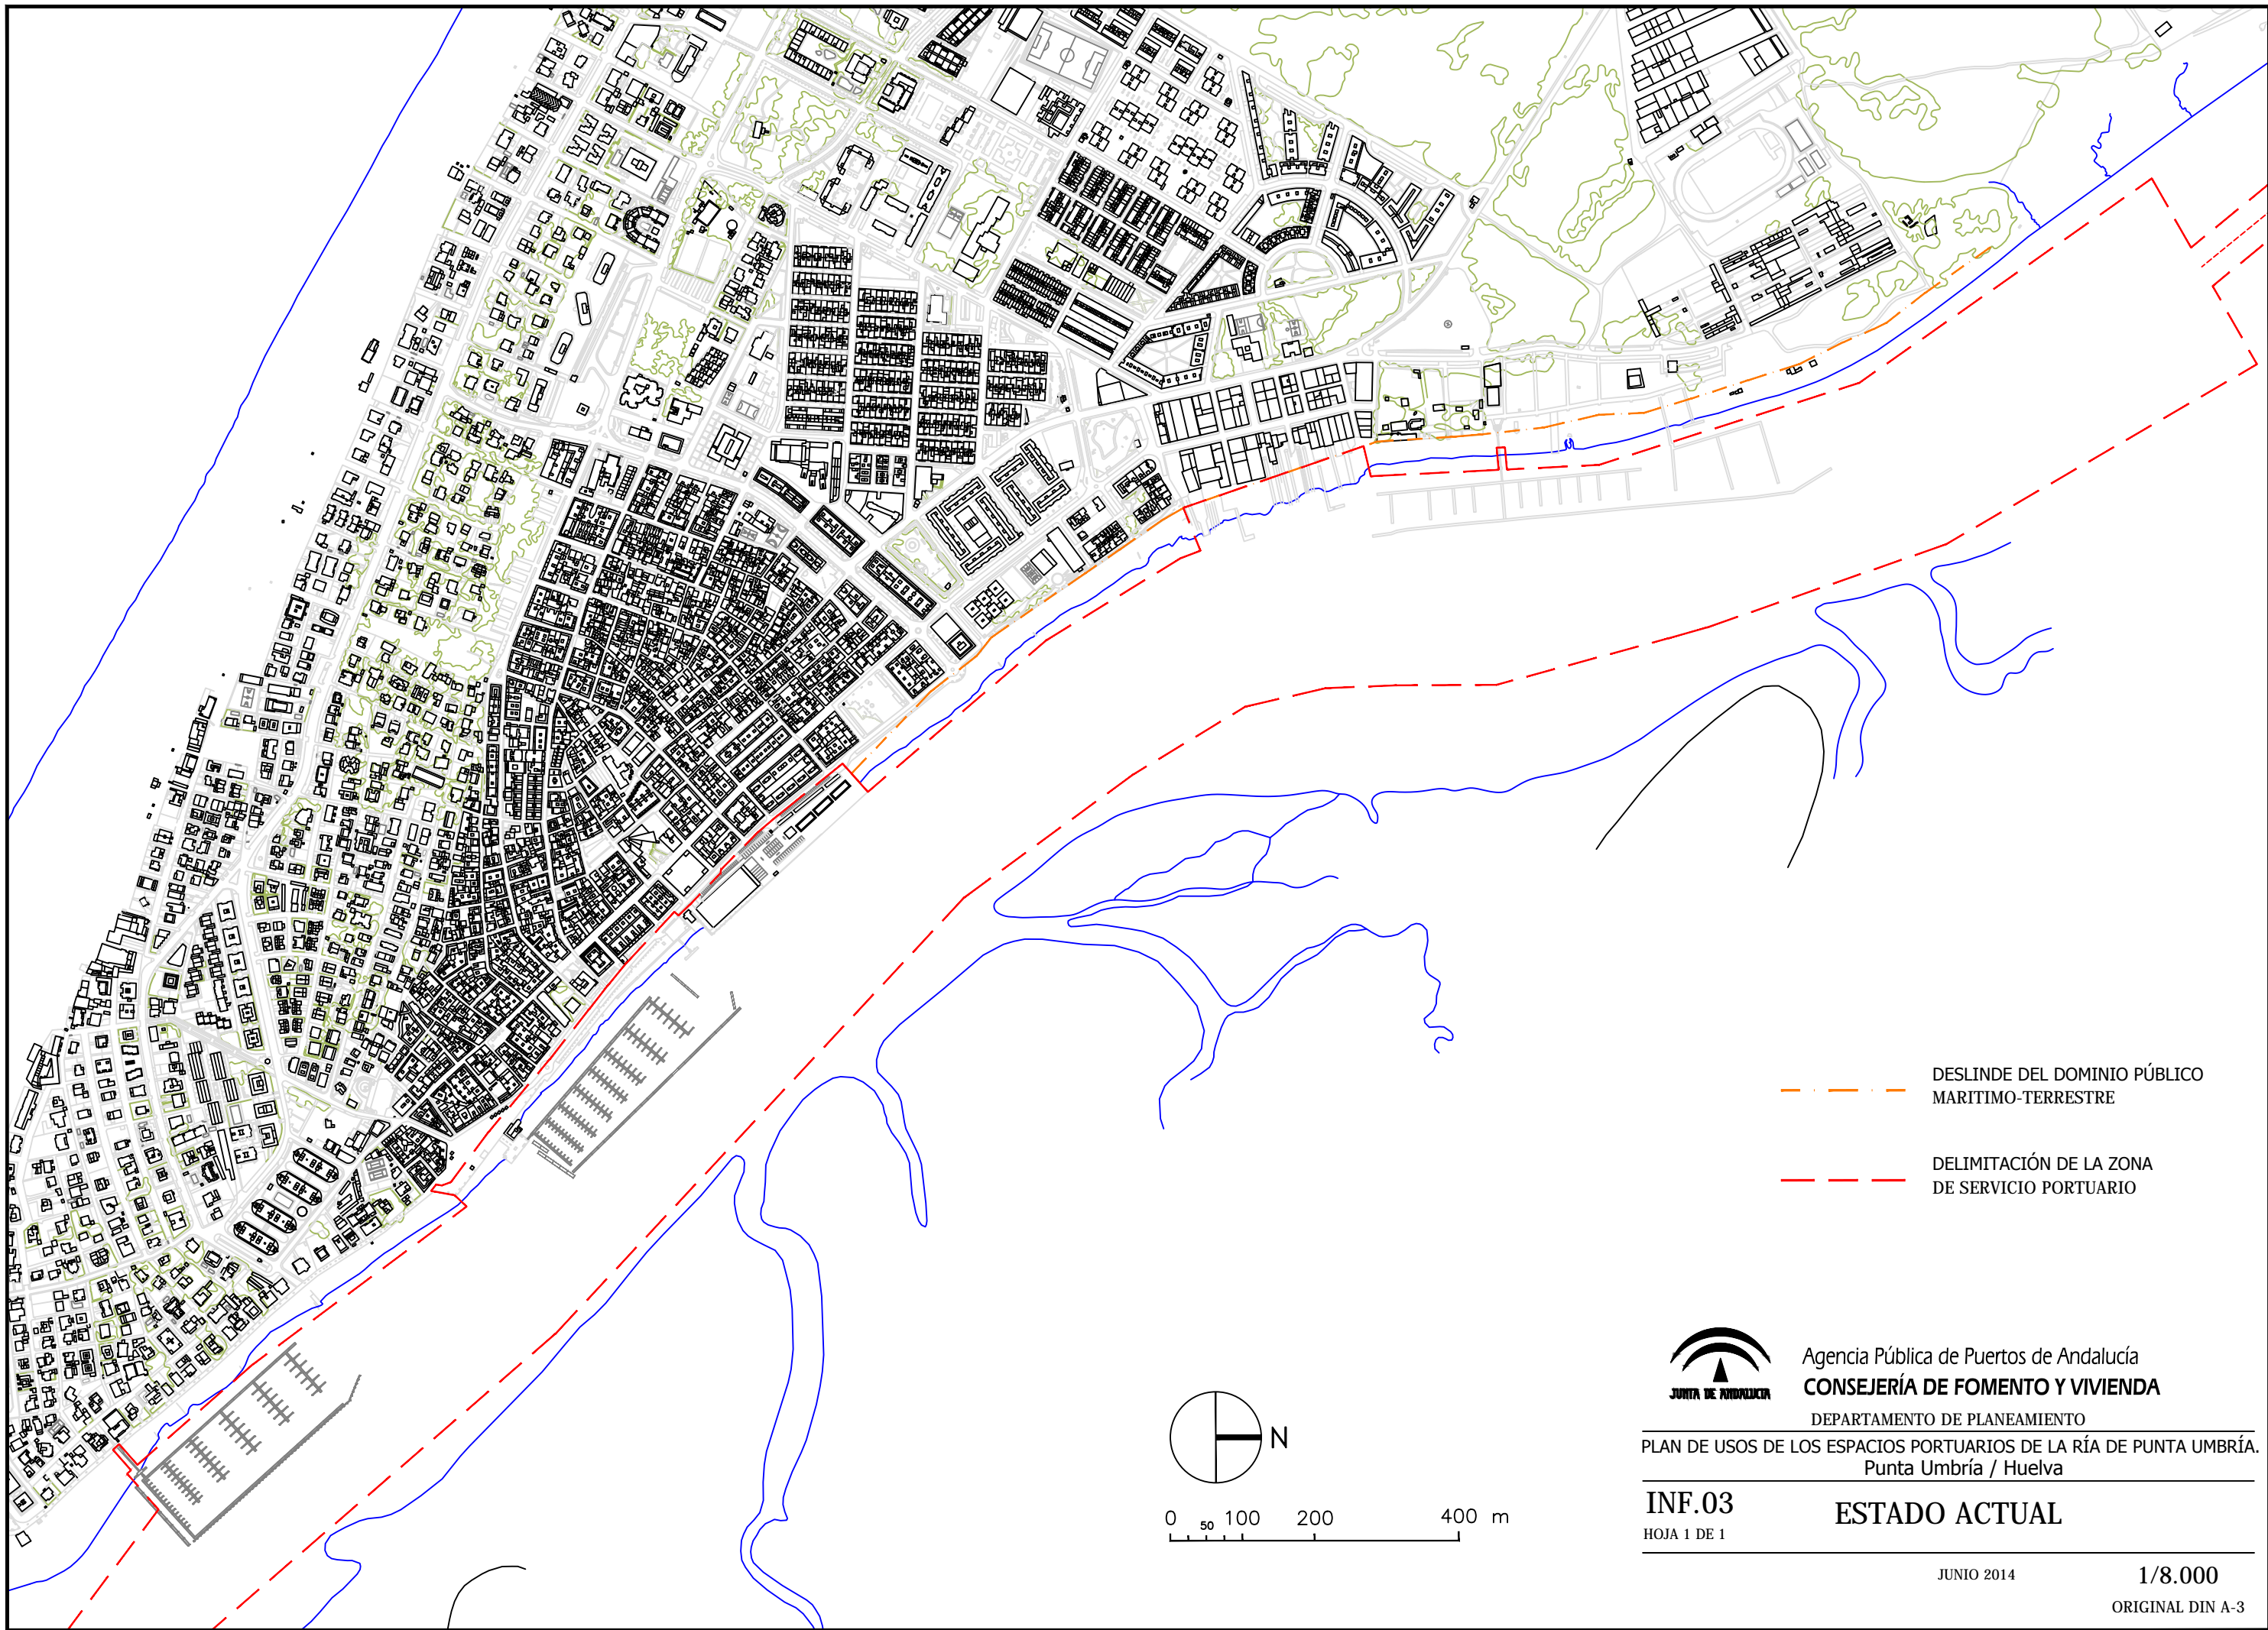 DESLINDE DEL DOMINIO PÚBLICO
MARITIMO-TERRESTRE
DELIMITACIÓN DE LA ZONA
DE SERVICIO PORTUARIO
N
0 50 100 200 400 m
JUNTA DE ANDALUCIA
Agencia Pública de Puertos de Andalucía
CONSEJERÍA DE FOMENTO Y VIVIENDA
DEPARTAMENTO DE PLANEAMIENTO
PLAN DE USOS DE LOS ESPACIOS PORTUARIOS DE LA RÍA DE PUNTA UMBRÍA.
Punta Umbría / Huelva
INF.03
ESTADO ACTUAL
HOJA 1 DE 1
JUNIO 2014
1/8.000
ORIGINAL DIN A-3